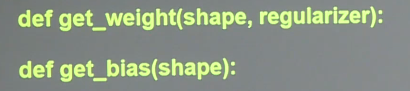 def get_weight(shape, regularizer):
def get_bias(shape):